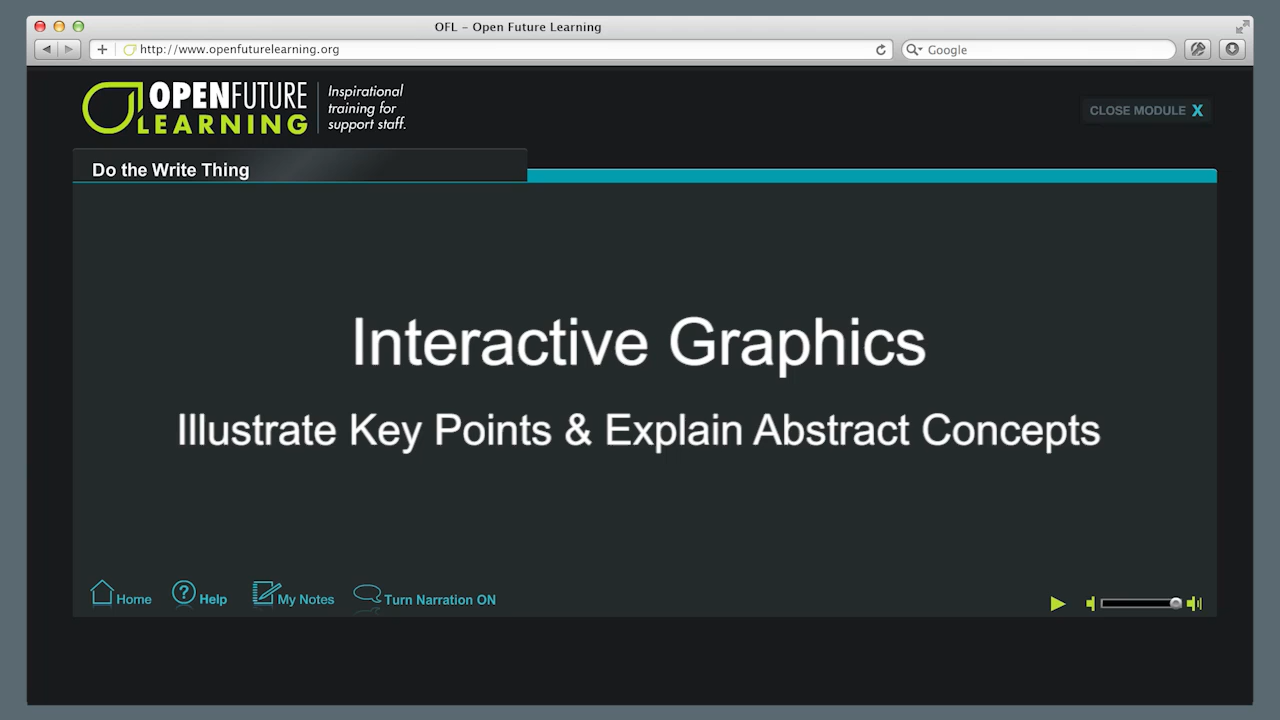 OFL – Open Future Learning
http://www.openfuturelearning.org
Google
OPENFUTURE
LEARNING
Inspirational
training for
support staff.
CLOSE MODULE X
Do the Write Thing
Interactive Graphics
Illustrate Key Points & Explain Abstract Concepts
Home
Help
My Notes
Turn Narration ON